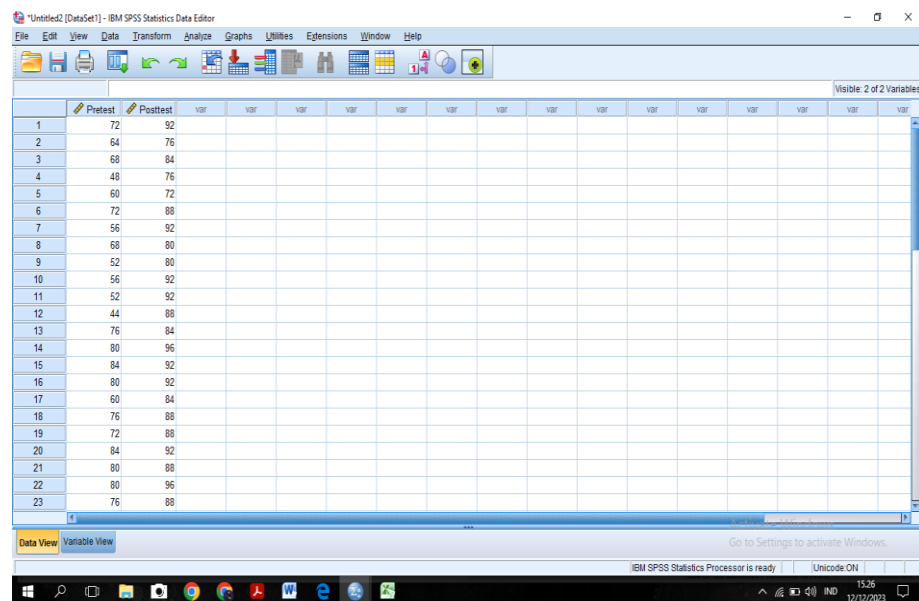 *Untitled2 [DataSet1] - IBM SPSS Statistics Data Editor
File Edit View Data Transform Analyze Graphs Utilities Extensions Window Help
Visible: 2 of 2 Variables
Pretest Posttest var var var var var var var var var var var var var var var
1 72 92
2 64 76
3 68 84
4 48 76
5 60 72
6 72 88
7 56 92
8 68 80
9 52 80
10 56 92
11 52 92
12 44 88
13 76 84
14 80 96
15 84 92
16 80 92
17 60 84
18 76 88
19 72 88
20 84 92
21 80 88
22 80 96
23 76 88
Activate Windows
Data View Variable View
Go to Settings to activate Windows.
IBM SPSS Statistics Processor is ready Unicode:ON
IND 15.26
12/12/2023